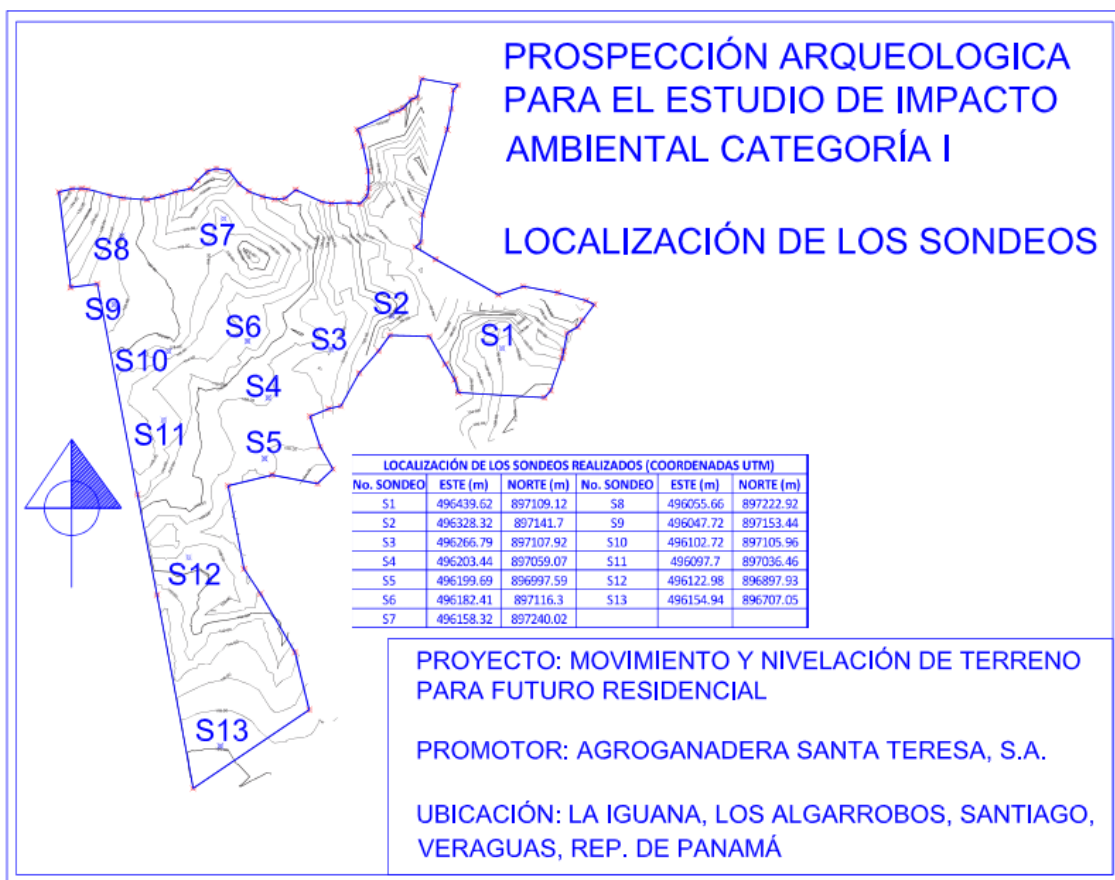 PROSPECCIÓN ARQUEOLOGICA
PARA EL ESTUDIO DE IMPACTO
AMBIENTAL CATEGORÍA I
LOCALIZACIÓN DE LOS SONDEOS
S7
S8
S9
S2
S6
S3
S1
S10
S4
S11
S5
S12
S13
LOCALIZACIÓN DE LOS SONDEOS REALIZADOS (COORDENADAS UTM)
No. SONDEO ESTE (m) NORTE (m) No. SONDEO ESTE (m) NORTE (m)
S1 496439.62 897109.12 S8 496055.66 897222.92
S2 496328.32 897141.7 S9 496047.72 897153.44
S3 496266.79 897107.92 S10 496102.72 897105.96
S4 496203.44 897059.07 S11 496097.7 897036.46
S5 496199.69 896997.59 S12 496122.98 896897.93
S6 496182.41 897116.3 S13 496154.94 896707.05
S7 496158.32 897240.02
PROYECTO: MOVIMIENTO Y NIVELACIÓN DE TERRENO
PARA FUTURO RESIDENCIAL
PROMOTOR: AGROGANADERA SANTA TERESA, S.A.
UBICACIÓN: LA IGUANA, LOS ALGARROBOS, SANTIAGO,
VERAGUAS, REP. DE PANAMÁ